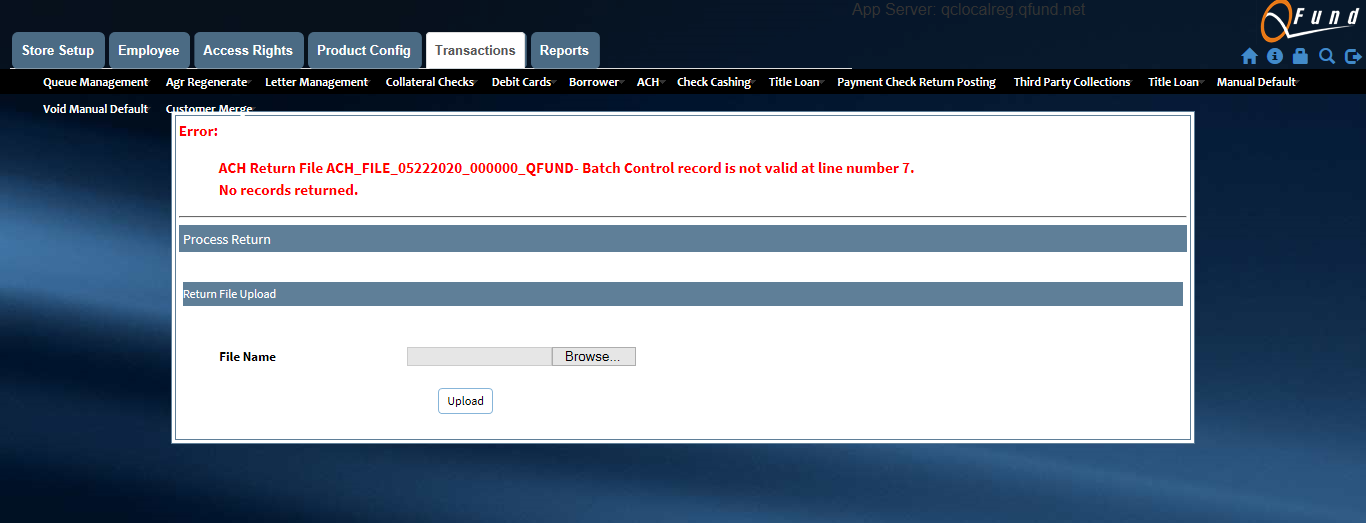 App Server: qclocalreg.qfund.net
QFund
Store Setup Employee Access Rights Product Config Transactions Reports
Queue Management Agr Regenerate Letter Management Collateral Checks Debit Cards Borrower ACH Check Cashing Title Loan Payment Check Return Posting Third Party Collections Title Loan Manual Default
Void Manual Default Customer Merge
Error:
ACH Return File ACH_FILE_05222020_000000_QFUND- Batch Control record is not valid at line number 7.
No records returned.
Process Return
Return File Upload
File Name Browse...
Upload